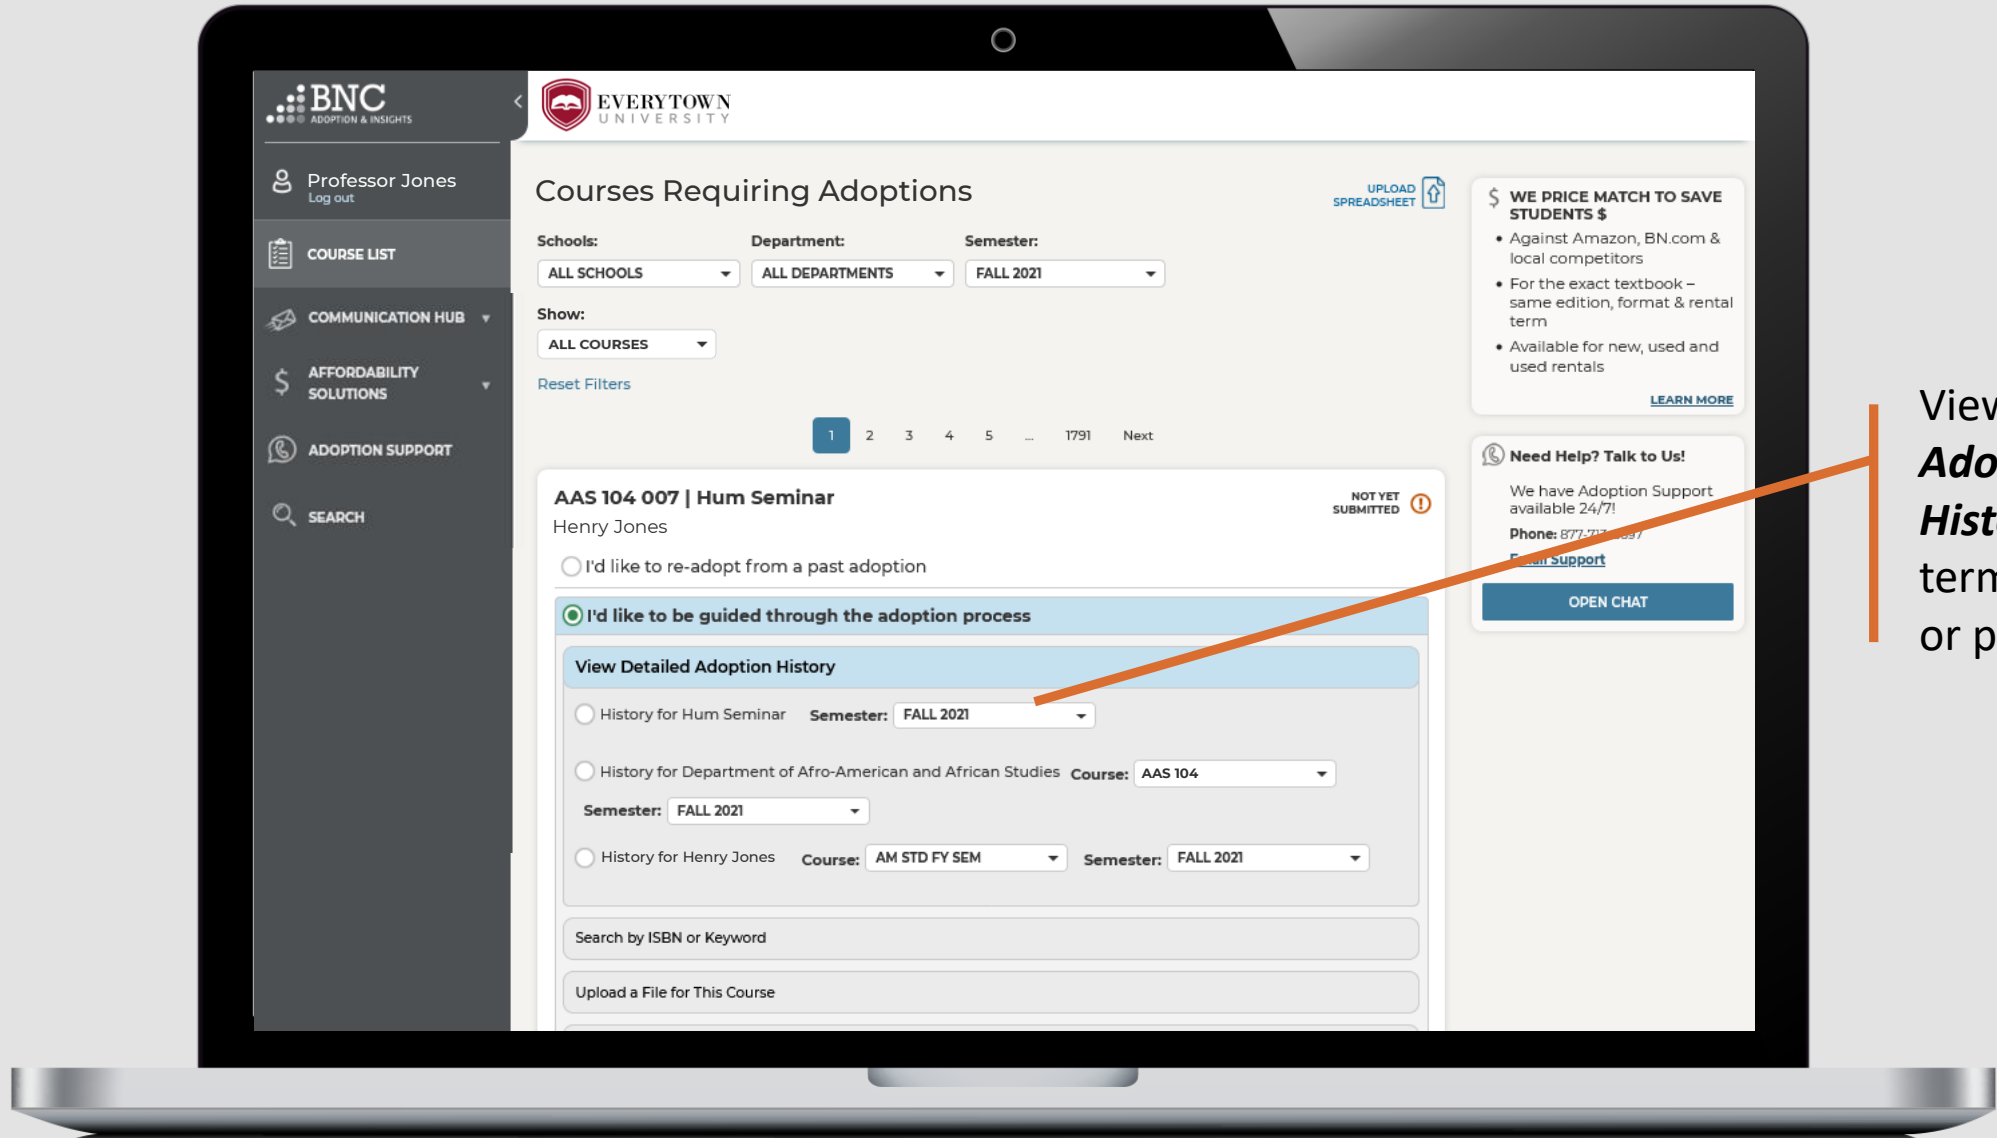 BNC
ADOPTION & INSIGHTS
<
EVERYTOWN
UNIVERSITY
Professor Jones
Log out
COURSE LIST
COMMUNICATION HUB
AFFORDABILITY
SOLUTIONS
ADOPTION SUPPORT
SEARCH
Courses Requiring Adoptions
UPLOAD
SPREADSHEET
Schools: Department: Semester:
ALL SCHOOLS ALL DEPARTMENTS FALL 2021
Show:
ALL COURSES
Reset Filters
1 2 3 4 5 ... 1791 Next
AAS 104 007 | Hum Seminar
Henry Jones
NOT YET
SUBMITTED
I'd like to re-adopt from a past adoption
I'd like to be guided through the adoption process
View Detailed Adoption History
History for Hum Seminar Semester: FALL 2021
History for Department of Afro-American and African Studies Course: AAS 104
Semester: FALL 2021
History for Henry Jones Course: AM STD FY SEM Semester: FALL 2021
Search by ISBN or Keyword
Upload a File for This Course
$ WE PRICE MATCH TO SAVE
STUDENTS $
• Against Amazon, BN.com &
local competitors
• For the exact textbook –
same edition, format & rental
term
• Available for new, used and
used rentals
LEARN MORE
Need Help? Talk to Us!
We have Adoption Support
available 24/7!
Phone:
Email Support
OPEN CHAT
or